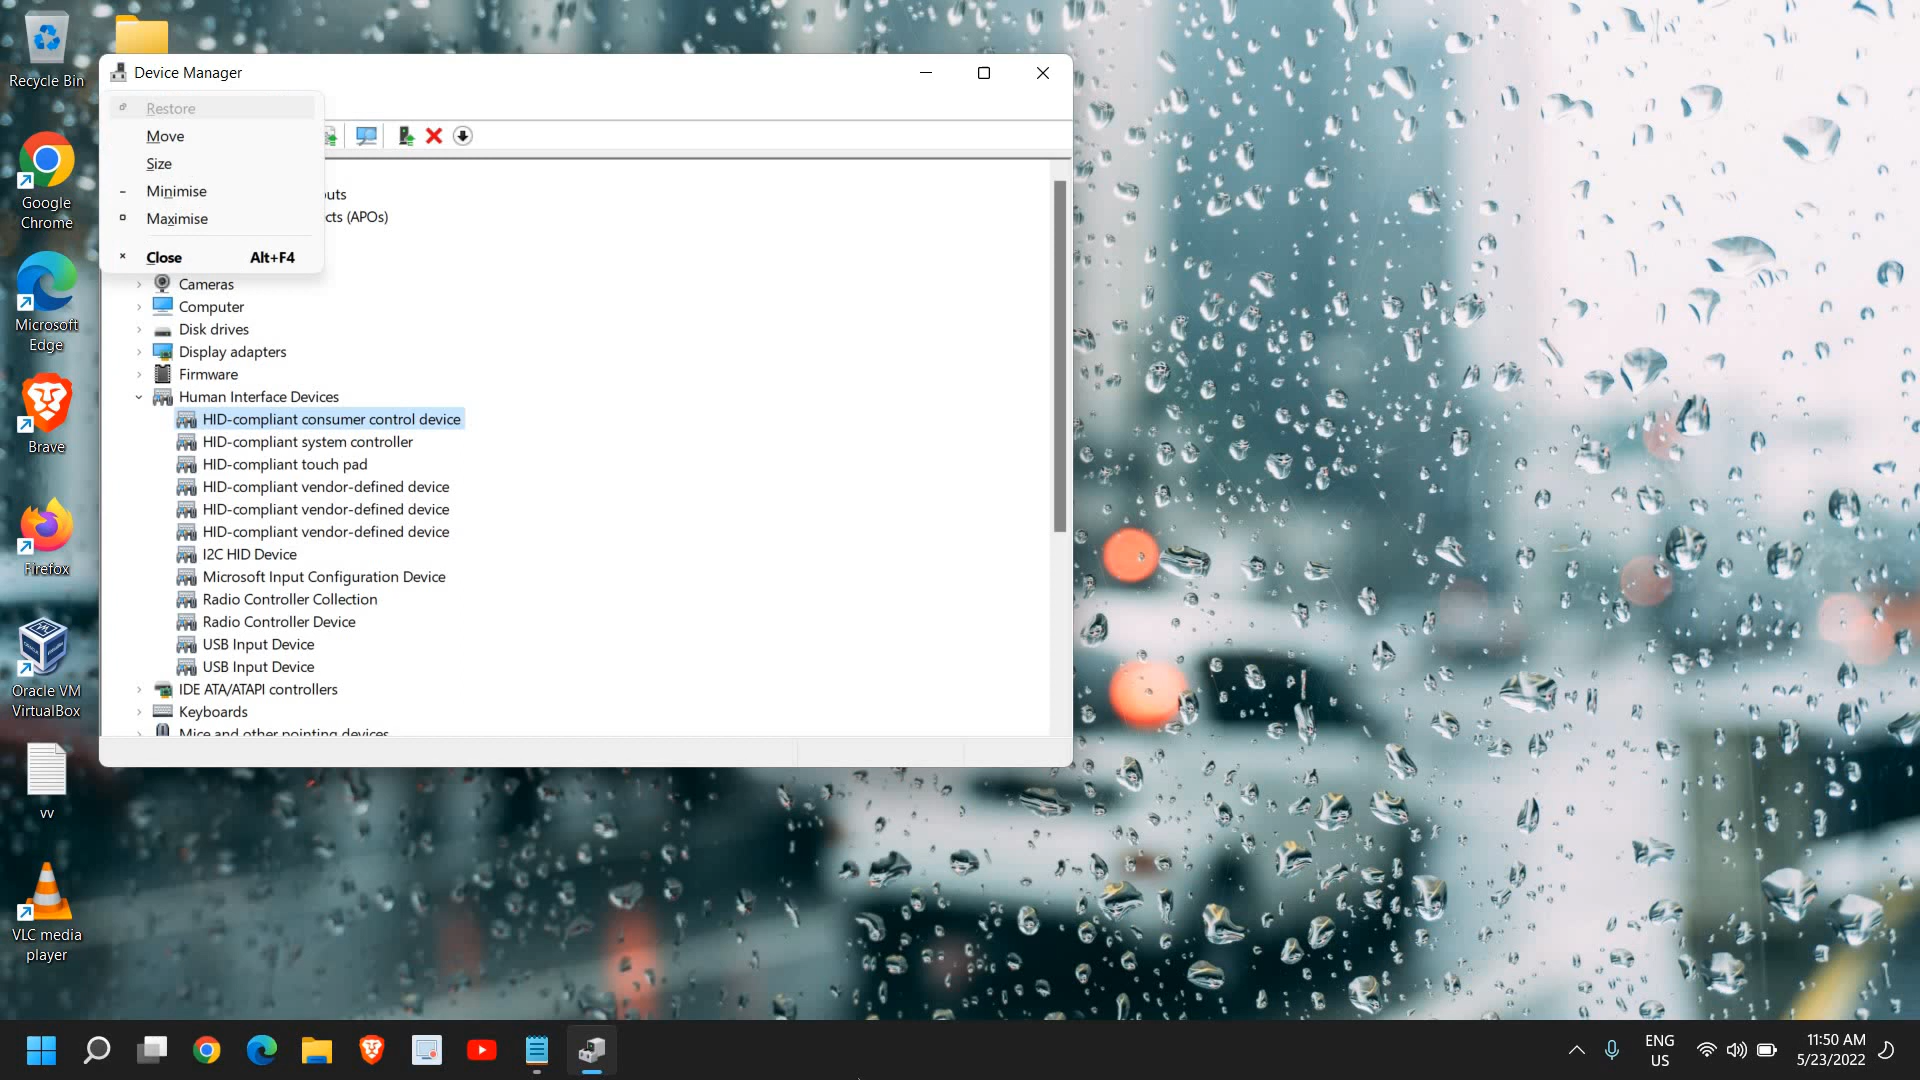 Recycle Bin
Google
Chrome
Microsoft
Edge
Brave
Firefox
Oracle VM
VirtualBox
vv
VLC media
player
Device Manager
Restore
Move
Size
Minimise
Maximise
Close Alt+F4
uts
cts (APOs)
Cameras
Computer
Disk drives
Display adapters
Firmware
Human Interface Devices
HID-compliant consumer control device
HID-compliant system controller
HID-compliant touch pad
HID-compliant vendor-defined device
HID-compliant vendor-defined device
HID-compliant vendor-defined device
I2C HID Device
Microsoft Input Configuration Device
Radio Controller Collection
Radio Controller Device
USB Input Device
USB Input Device
IDE ATA/ATAPI controllers
Keyboards
Mice and other pointing devices
ENG
US
11:50 AM
5/23/2022